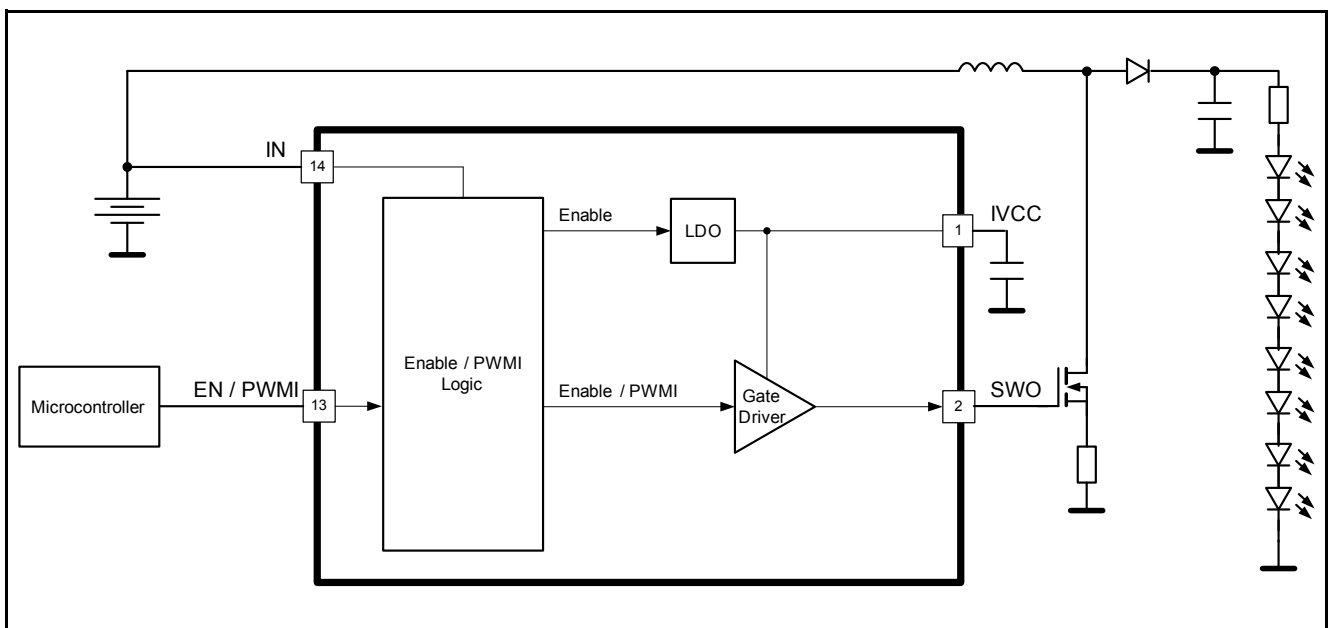 IN
14
Enable
LDO
1
IVCC
Microcontroller
EN / PWMI
13
Enable / PWMI
Logic
Enable / PWMI
Gate
Driver
2
SWO